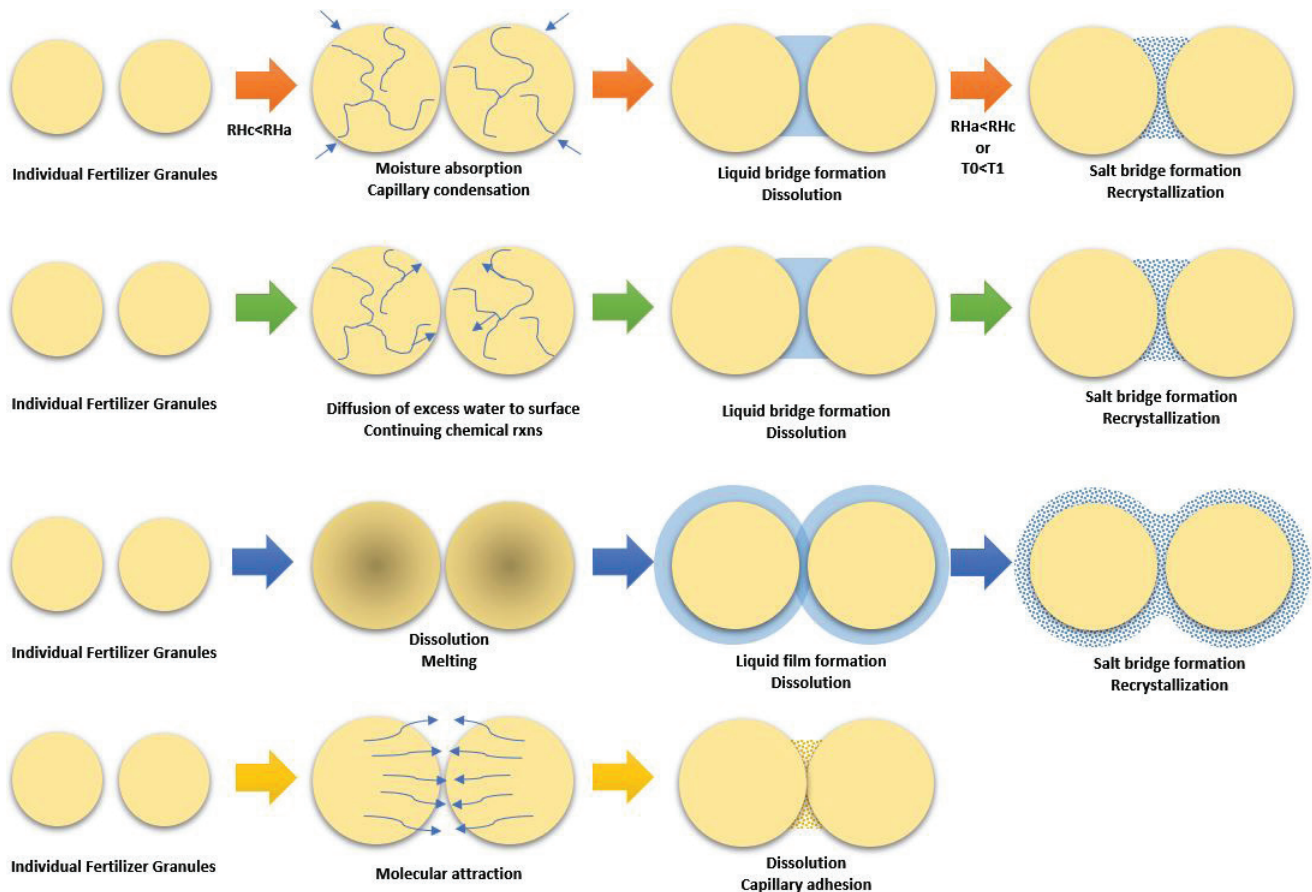 RHc<RHa
Individual Fertilizer Granules
Moisture absorption
Capillary condensation
Liquid bridge formation
Dissolution
RHa<RHc
or
T0<T1
Salt bridge formation
Recrystallization
Individual Fertilizer Granules
Diffusion of excess water to surface
Continuing chemical rxns
Liquid bridge formation
Dissolution
Salt bridge formation
Recrystallization
Individual Fertilizer Granules
Dissolution
Melting
Liquid film formation
Dissolution
Salt bridge formation
Recrystallization
Individual Fertilizer Granules
Molecular attraction
Dissolution
Capillary adhesion